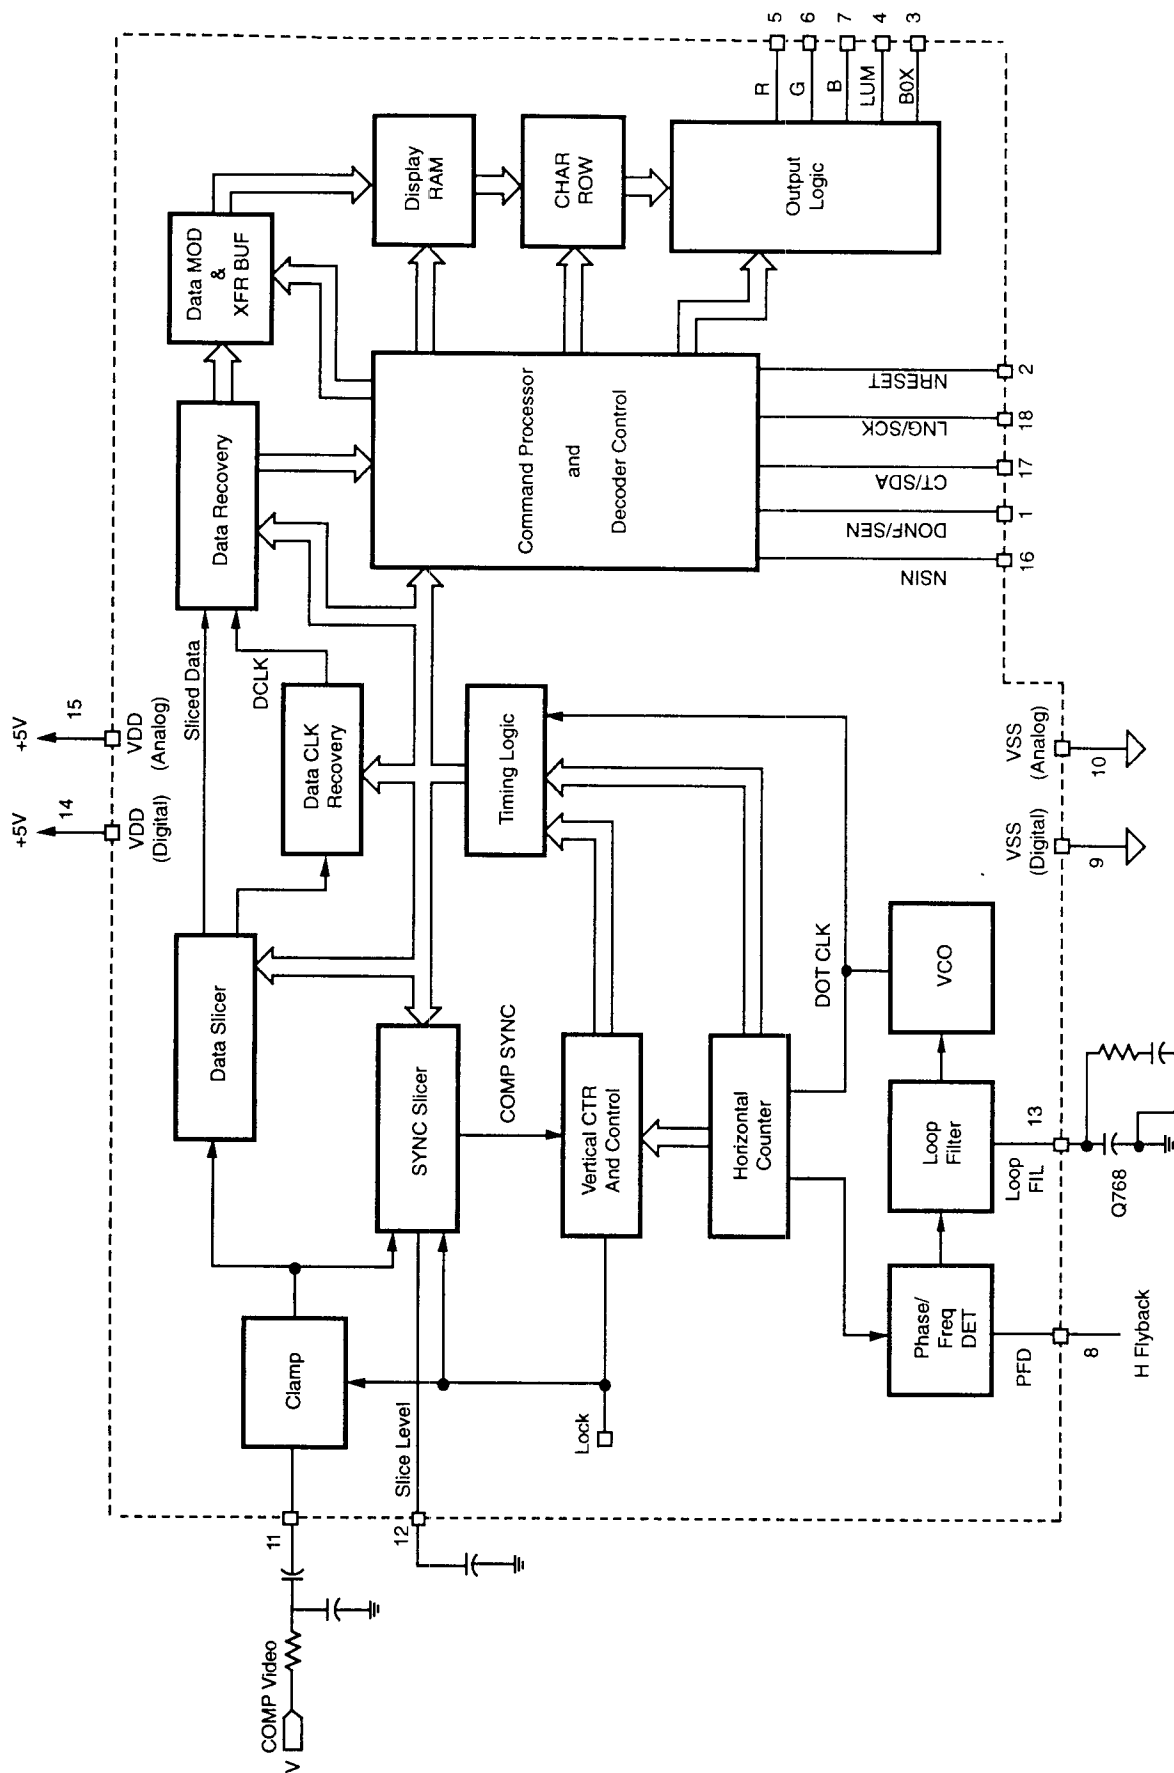 V
COMP Video
11
Clamp
12
Slice Level
Lock
Data Slicer
SYNC Slicer
COMP SYNC
Vertical CTR
And Control
Horizontal
Counter
Phase/
Freq
DET
PFD
8
H Flyback
Loop
Filter
Loop
FIL
13
Q768
VCO
DOT CLK
+5V
14
VDD
(Digital)
+5V
15
VDD
(Analog)
Sliced Data
DCLK
Data CLK
Recovery
Timing Logic
VSS
(Digital)
9
VSS
(Analog)
10
Data Recovery
Data MOD
&
XFR BUF
Command Processor
and
Decoder Control
NSIN
16
DONF/SEN
1
CT/SDA
17
LNG/SCK
18
NRESET
2
Display
RAM
CHAR
ROW
Output
Logic
R
5
G
6
B
7
LUM
4
B0X
3